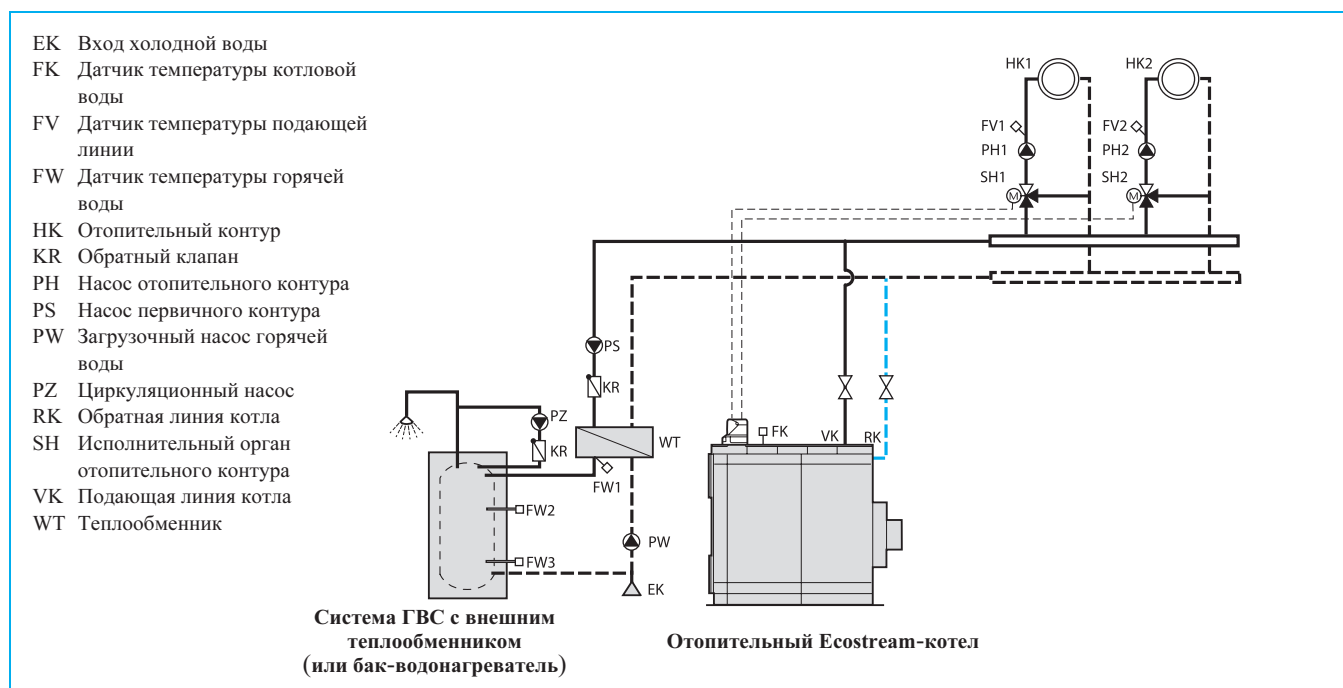 EK Вход холодной воды
FK Датчик температуры котловой
воды
FV Датчик температуры подающей
линии
FW Датчик температуры горячей
воды
HK Отопительный контур
KR Обратный клапан
PH Насос отопительного контура
PS Насос первичного контура
PW Загрузочный насос горячей
воды
PZ Циркуляционный насос
RK Обратная линия котла
SH Исполнительный орган
отопительного контура
VK Подающая линия котла
WT Теплообменник
HK1
HK2
FV1
FV2
PH1
PH2
SH1
SH2
M
M
PS
KR
PZ
KR
WT
FW1
FW2
FW3
PW
EK
FK
VK
RK
Система ГВС с внешним
теплообменником
(или бак-водонагреватель)
Отопительный Ecostream-котел